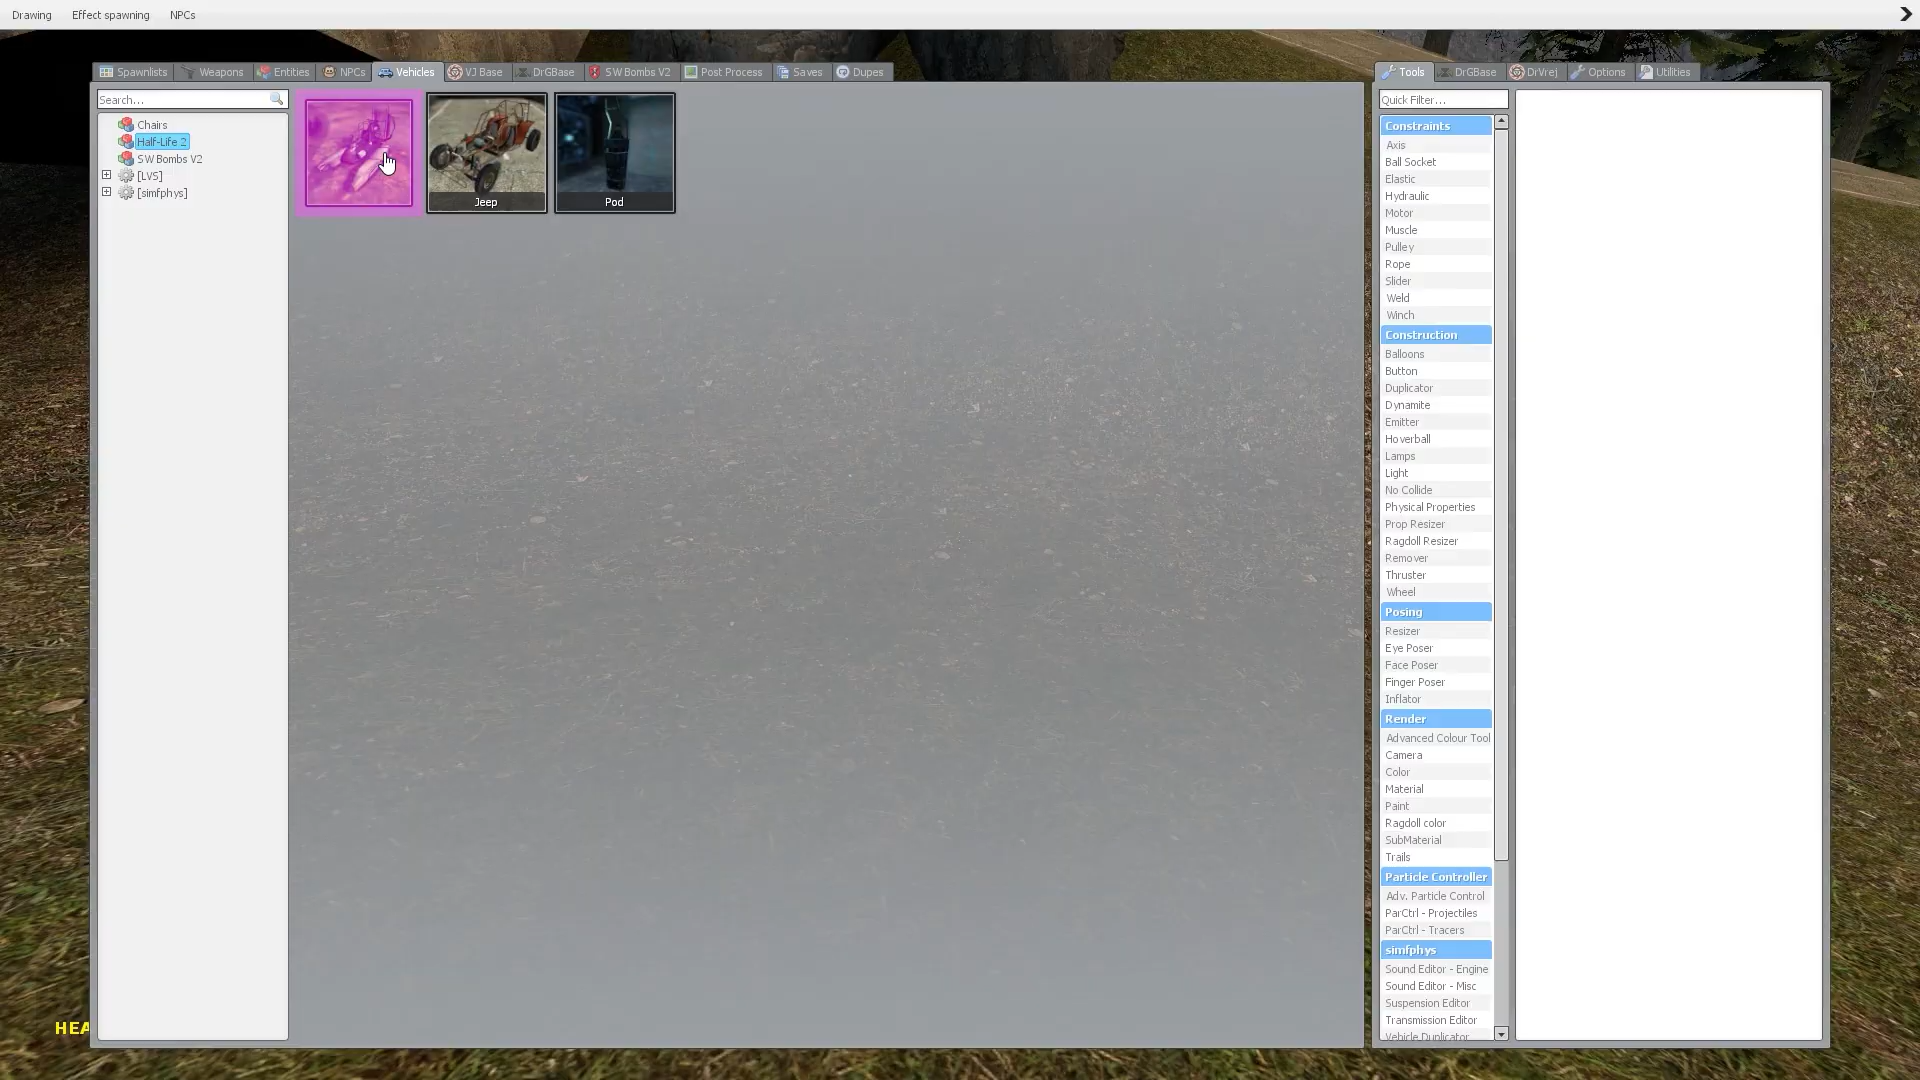 Drawing Effect spawning NPCs
Spawnlists Weapons Entities NPCs Vehicles VJ Base DrGBase SW Bombs V2 Post Process Saves Dupes
Search...
Chairs
Half-Life 2
SW Bombs V2
[LVS]
[simfphys]
Jeep
Pod
HEA
Tools DrGBase DrVrej Options Utilities
Quick Filter...
Constraints
Axis
Ball Socket
Elastic
Hydraulic
Motor
Muscle
Pulley
Rope
Slider
Weld
Winch
Construction
Balloons
Button
Duplicator
Dynamite
Emitter
Hoverball
Lamps
Light
No Collide
Physical Properties
Prop Resizer
Ragdoll Resizer
Remover
Thruster
Wheel
Posing
Resizer
Eye Poser
Face Poser
Finger Poser
Inflator
Render
Advanced Colour Tool
Camera
Color
Material
Paint
Ragdoll color
SubMaterial
Trails
Particle Controller
Adv. Particle Control
ParCtrl - Projectiles
ParCtrl - Tracers
simfphys
Sound Editor - Engine
Sound Editor - Misc
Suspension Editor
Transmission Editor
Vehicle Duplicator